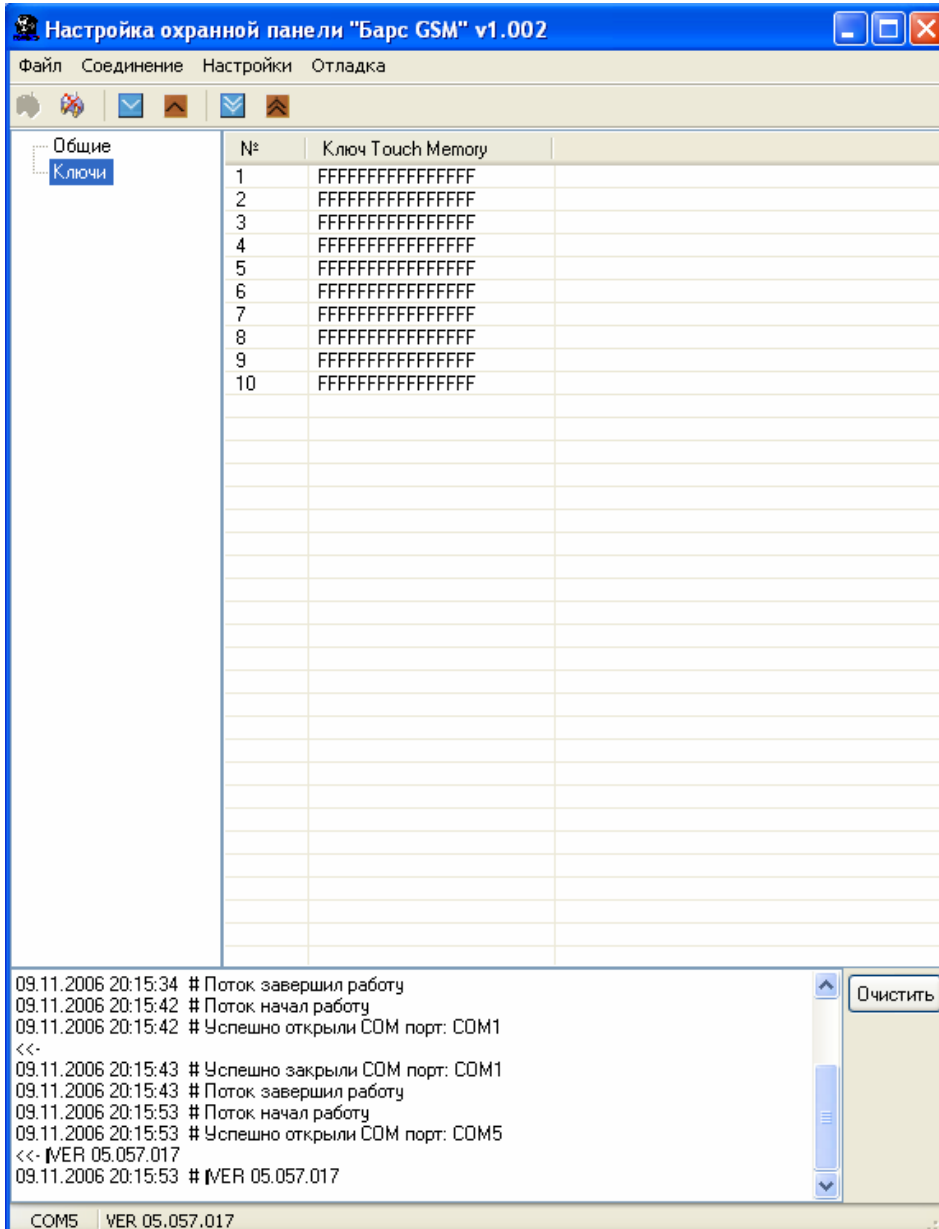 Настройка охранной панели "Барс GSM" v1.002
Файл Соединение Настройки Отладка
Общие
Ключи
№ Ключ Touch Memory
1 FFFFFFFFFFFFFFFF
2 FFFFFFFFFFFFFFFF
3 FFFFFFFFFFFFFFFF
4 FFFFFFFFFFFFFFFF
5 FFFFFFFFFFFFFFFF
6 FFFFFFFFFFFFFFFF
7 FFFFFFFFFFFFFFFF
8 FFFFFFFFFFFFFFFF
9 FFFFFFFFFFFFFFFF
10 FFFFFFFFFFFFFFFF
09.11.2006 20:15:34 # Поток завершил работу
09.11.2006 20:15:42 # Поток начал работу
09.11.2006 20:15:42 # Успешно открыли COM порт: COM1
<<-
09.11.2006 20:15:43 # Успешно закрыли COM порт: COM1
09.11.2006 20:15:43 # Поток завершил работу
09.11.2006 20:15:53 # Поток начал работу
09.11.2006 20:15:53 # Успешно открыли COM порт: COM5
<<- VER 05.057.017
09.11.2006 20:15:53 # VER 05.057.017
Очистить
COM5 VER 05.057.017